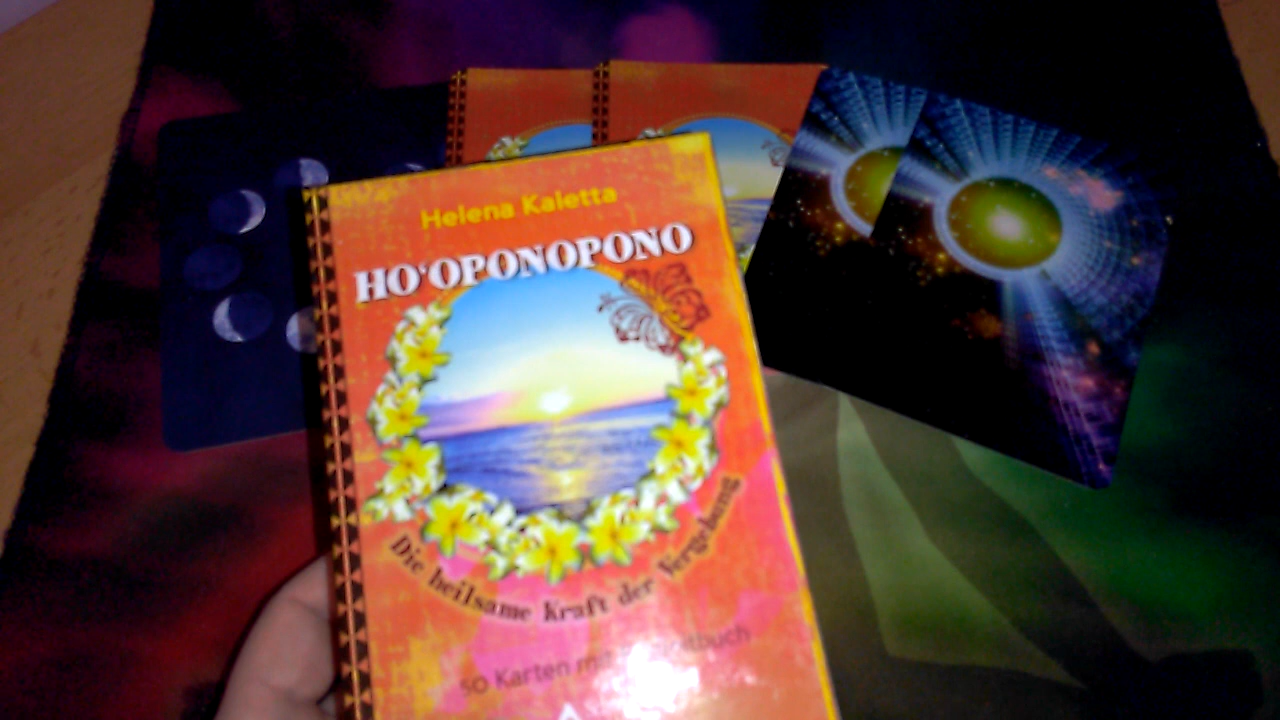 Helena Kaletta
HO‘OPONOPONO
Die heilsame Kraft der Vergebung
50 Karten mit